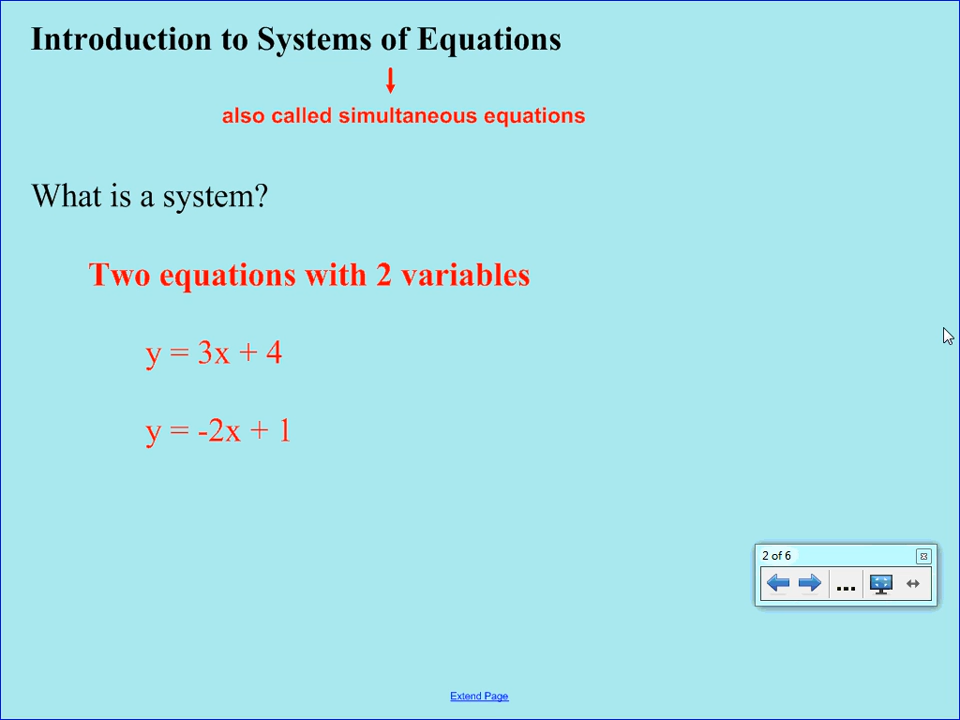 Introduction to Systems of Equations
also called simultaneous equations
What is a system?
Two equations with 2 variables
y = 3x + 4
y = -2x + 1
2 of 6
...
Extend Page